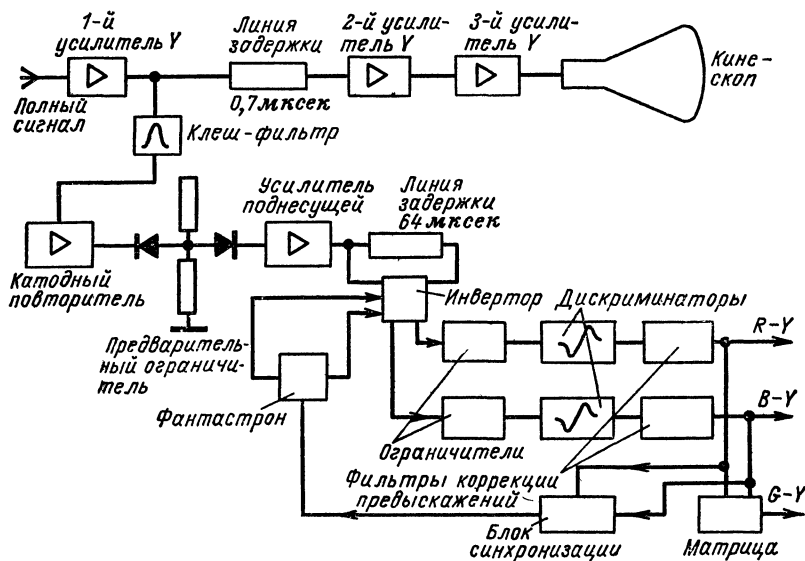 1-й
усилитель Y
Линия
задержки
0,7 мксек
2-й усили-
тель Y
3-й усили-
тель Y
Кине-
скоп
Полный
сигнал
Клеш-фильтр
Усилитель
поднесущей
Линия
задержки
64 мксек
Катодный
повторитель
Предваритель-
ный ограничи-
тель
Инвертор
Дискриминаторы
R-Y
Фантастрон
B-Y
Ограничители
Фильтры коррекции
превыскажений
G-Y
Блок
синхронизации
Матрица